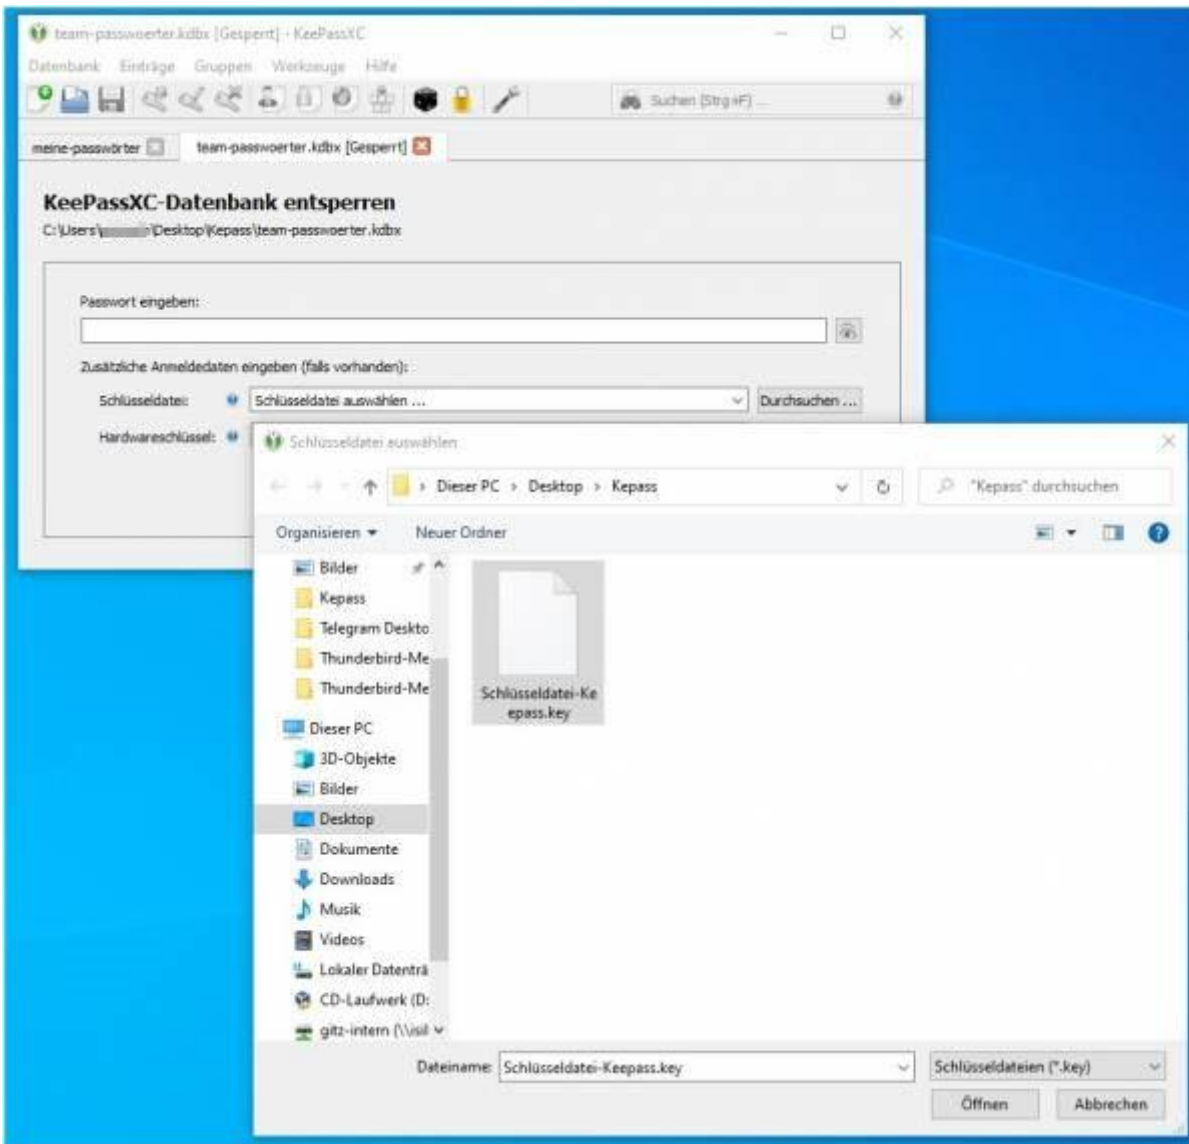 team-passwoerter.kdbx [Gesperrt] - KeePassXC
Datenbank Einträge Gruppen Werkzeuge Hilfe
Suchen (Strg+F) ...
meine-passwörter team-passwoerter.kdbx [Gesperrt]
KeePassXC-Datenbank entsperren
C:\Users\ \Desktop\Kepass\team-passwoerter.kdbx
Passwort eingeben:
Zusätzliche Anmeldedaten eingeben (falls vorhanden):
Schlüsseldatei: Schlüsseldatei auswählen ... Durchsuchen ...
Hardwareschlüssel:
Schlüsseldatei auswählen
Dieser PC Desktop Kepass "Kepass" durchsuchen
Organisieren Neuer Ordner
Bilder
Kepass
Telegram Deskto
Thunderbird-Me
Thunderbird-Me
Dieser PC
3D-Objekte
Bilder
Desktop
Dokumente
Downloads
Musik
Videos
Lokaler Datenträ
CD-Laufwerk (D:
gitz-intern (\\isil
Schlüsseldatei-Ke
epass.key
Dateiname: Schlüsseldatei-Keepass.key Schlüsseldateien (*.key)
Öffnen Abbrechen